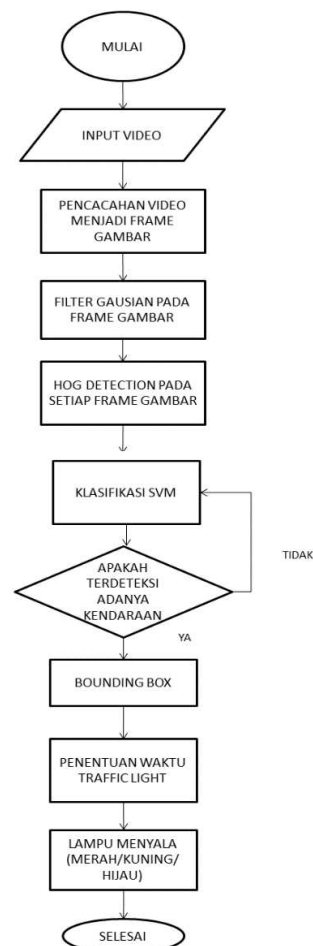 MULAI
INPUT VIDEO
PENCACAHAN VIDEO
MENJADI FRAME
GAMBAR
FILTER GAUSIAN PADA
FRAME GAMBAR
HOG DETECTION PADA
SETIAP FRAME GAMBAR
KLASIFIKASI SVM
APAKAH
TERDETEKSI
ADANYA
KENDARAAN
TIDAK
YA
BOUNDING BOX
PENENTUAN WAKTU
TRAFFIC LIGHT
LAMPU MENYALA
(MERAH/KUNING/
HIJAU)
SELESAI